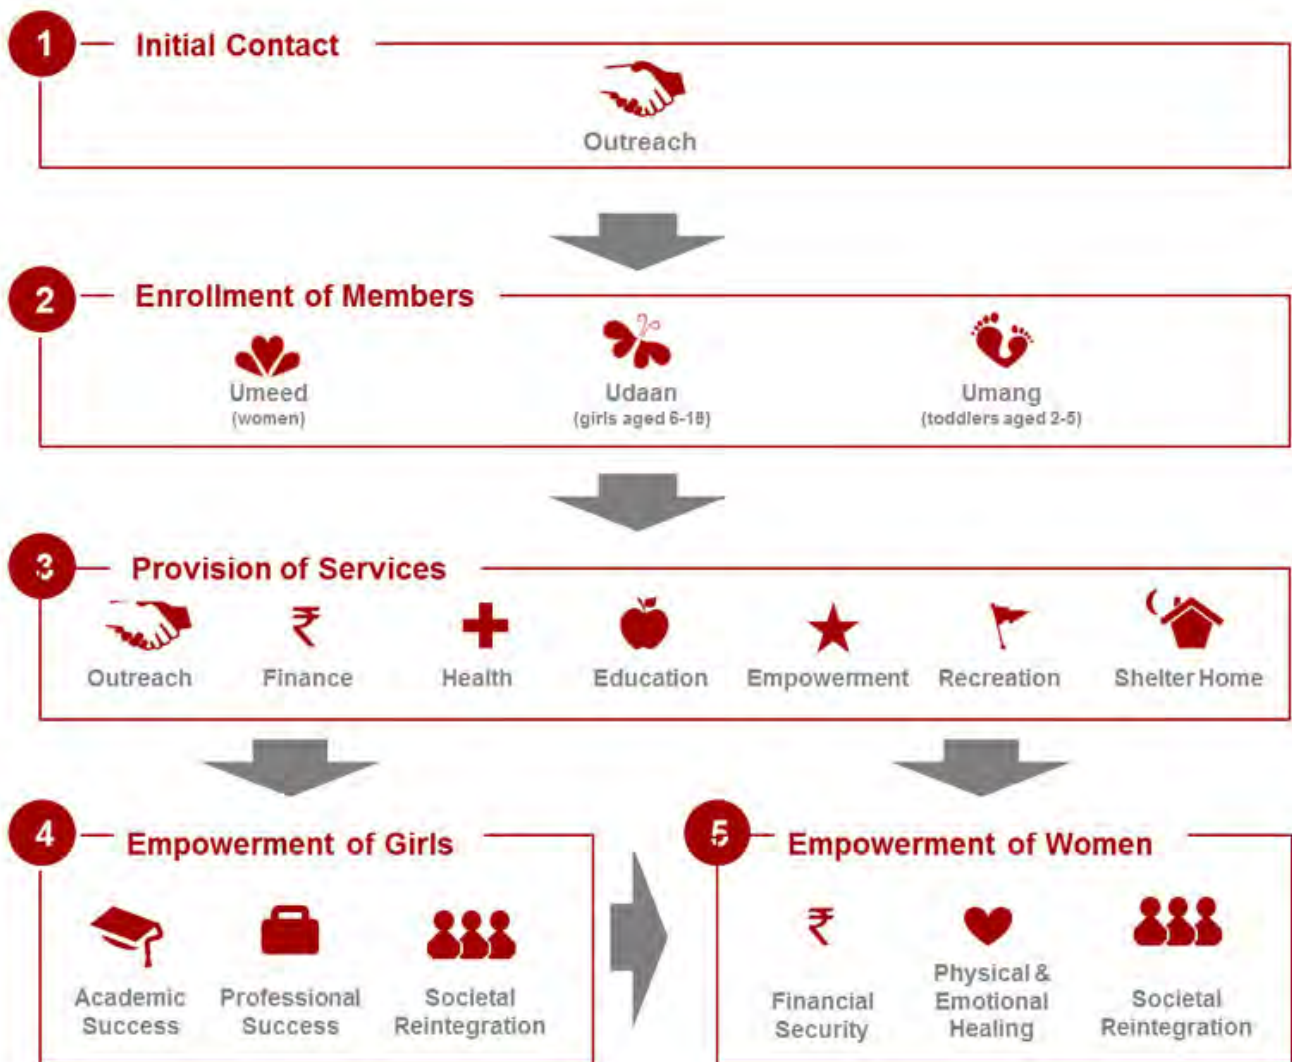 1
Initial Contact
Outreach
2
Enrollment of Members
Umeed
(women)
Udaan
(girls aged 6-18)
Umang
(toddlers aged 2-5)
3
Provision of Services
Outreach
₹
Finance
Health
Education
Empowerment
Recreation
Shelter Home
4
Empowerment of Girls
Academic
Success
Professional
Success
Societal
Reintegration
5
Empowerment of Women
₹
Financial
Security
Physical &
Emotional
Healing
Societal
Reintegration